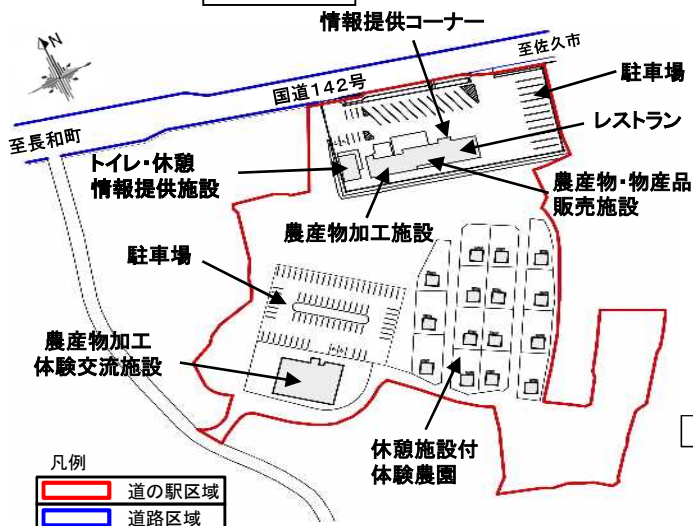 情報提供コーナー
至佐久市
N
国道142号
駐車場
至長和町
レストラン
トイレ・休憩
情報提供施設
農産物・物産品
販売施設
農産物加工施設
駐車場
農産物加工
体験交流施設
休憩施設付
体験農園
凡例
道の駅区域
道路区域